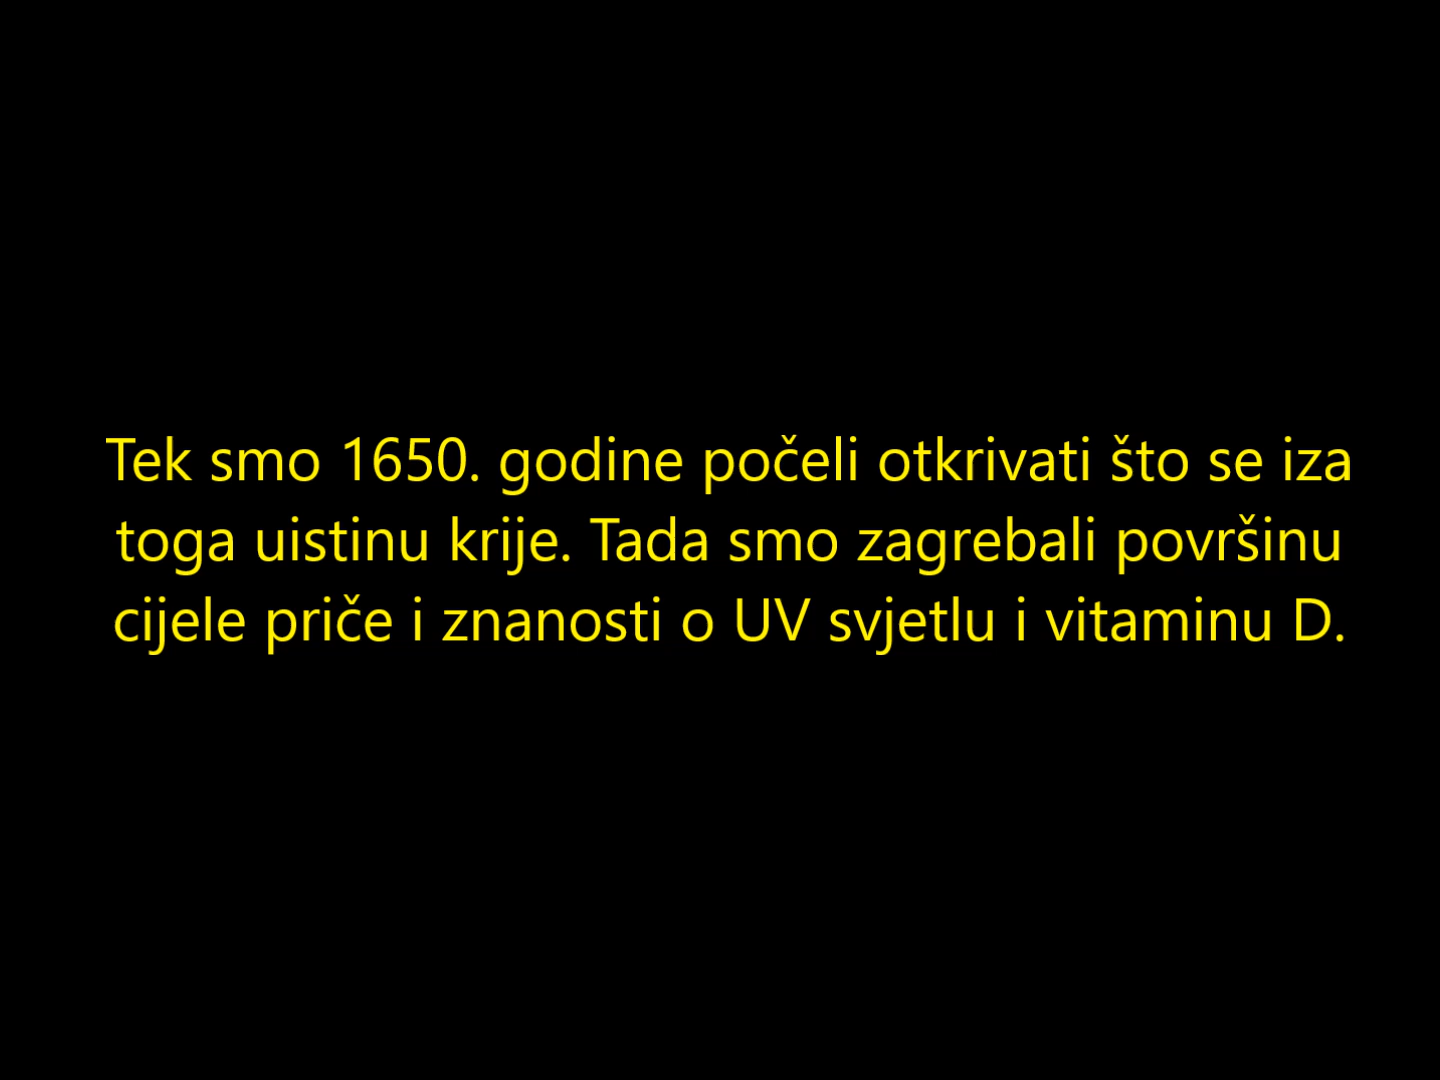 Tek smo 1650. godine počeli otkrivati što se iza
toga uistinu krije. Tada smo zagrebali površinu
cijele priče i znanosti o UV svjetlu i vitaminu D.